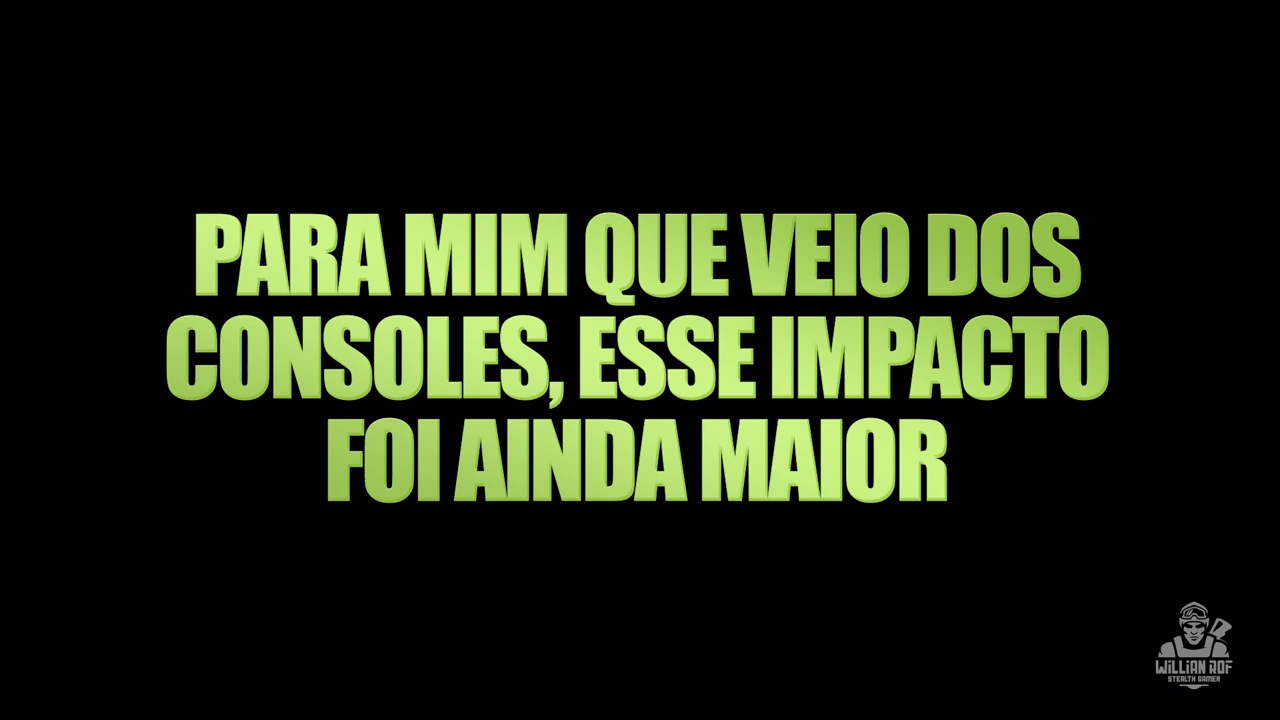 PARA MIM QUE VEIO DOS
CONSOLES, ESSE IMPACTO
FOI AINDA MAIOR
WILLIAN ROF
STEALTH GAMER